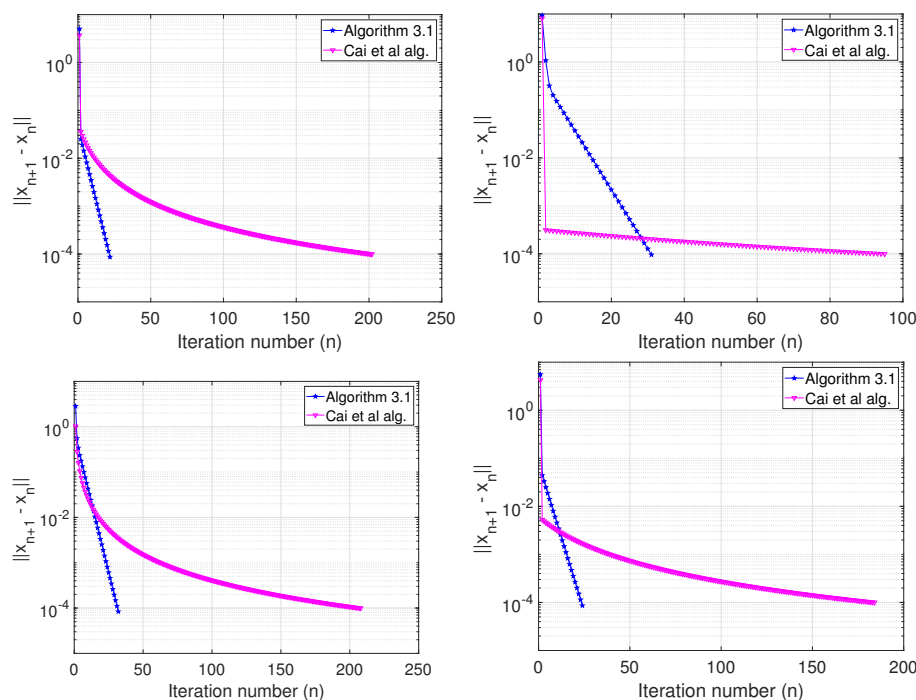 Algorithm 3.1
Cai et al alg.
10^0
10^-2
10^-4
||x_{n+1} - x_n||
0 50 100 150 200 250
Iteration number (n)
Algorithm 3.1
Cai et al alg.
10^0
10^-2
10^-4
||x_{n+1} - x_n||
0 20 40 60 80 100
Iteration number (n)
Algorithm 3.1
Cai et al alg.
10^0
10^-2
10^-4
||x_{n+1} - x_n||
0 50 100 150 200 250
Iteration number (n)
Algorithm 3.1
Cai et al alg.
10^0
10^-2
10^-4
||x_{n+1} - x_n||
0 50 100 150 200
Iteration number (n)